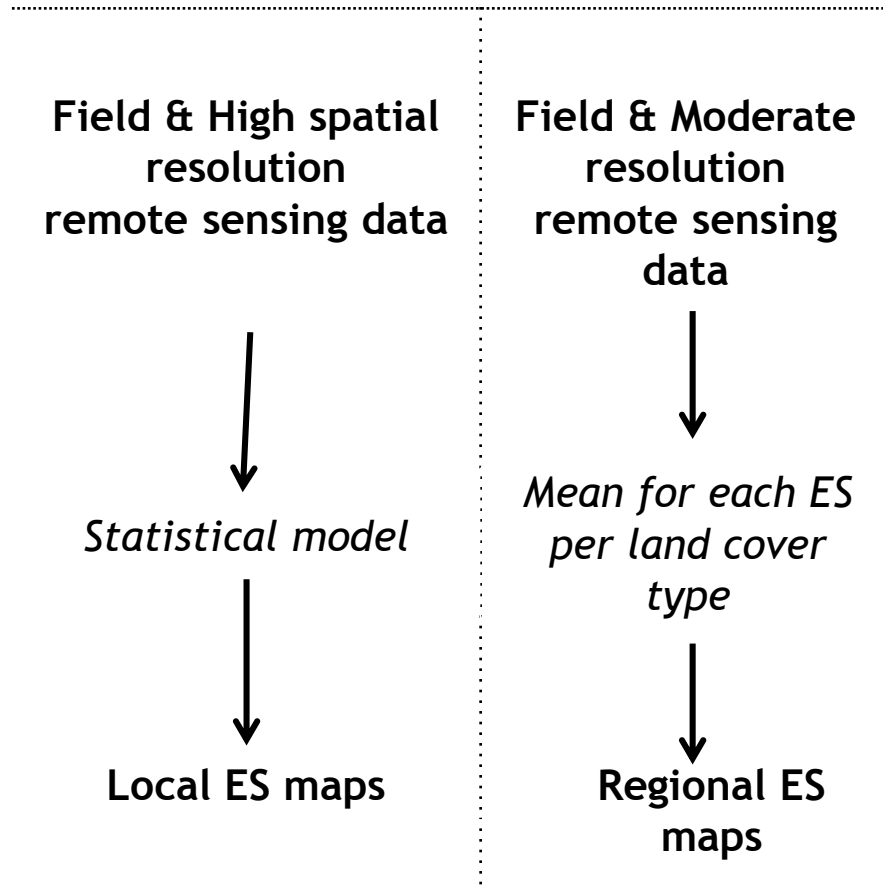 Field & High spatial
resolution
remote sensing data
Statistical model
Local ES maps
Field & Moderate
resolution
remote sensing
data
Mean for each ES
per land cover
type
Regional ES
maps